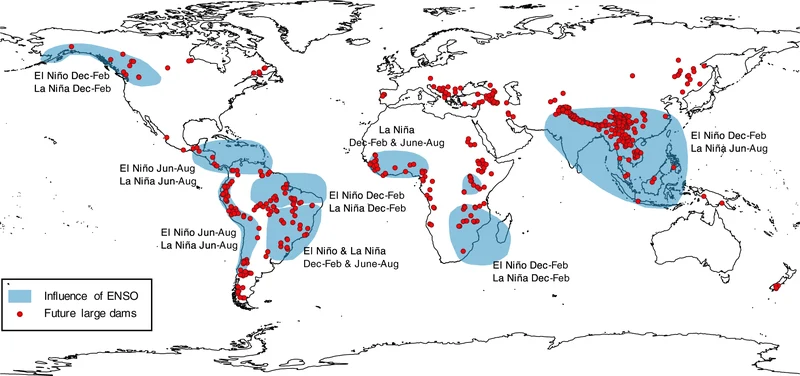 El Niño Dec-Feb
La Niña Dec-Feb
La Niña
Dec-Feb & June-Aug
El Niño Dec-Feb
La Niña Jun-Aug
El Niño Jun-Aug
La Niña Jun-Aug
El Niño Dec-Feb
La Niña Dec-Feb
El Niño Jun-Aug
La Niña Jun-Aug
El Niño & La Niña
Dec-Feb & June-Aug
El Niño Dec-Feb
La Niña Dec-Feb
Influence of ENSO
Future large dams